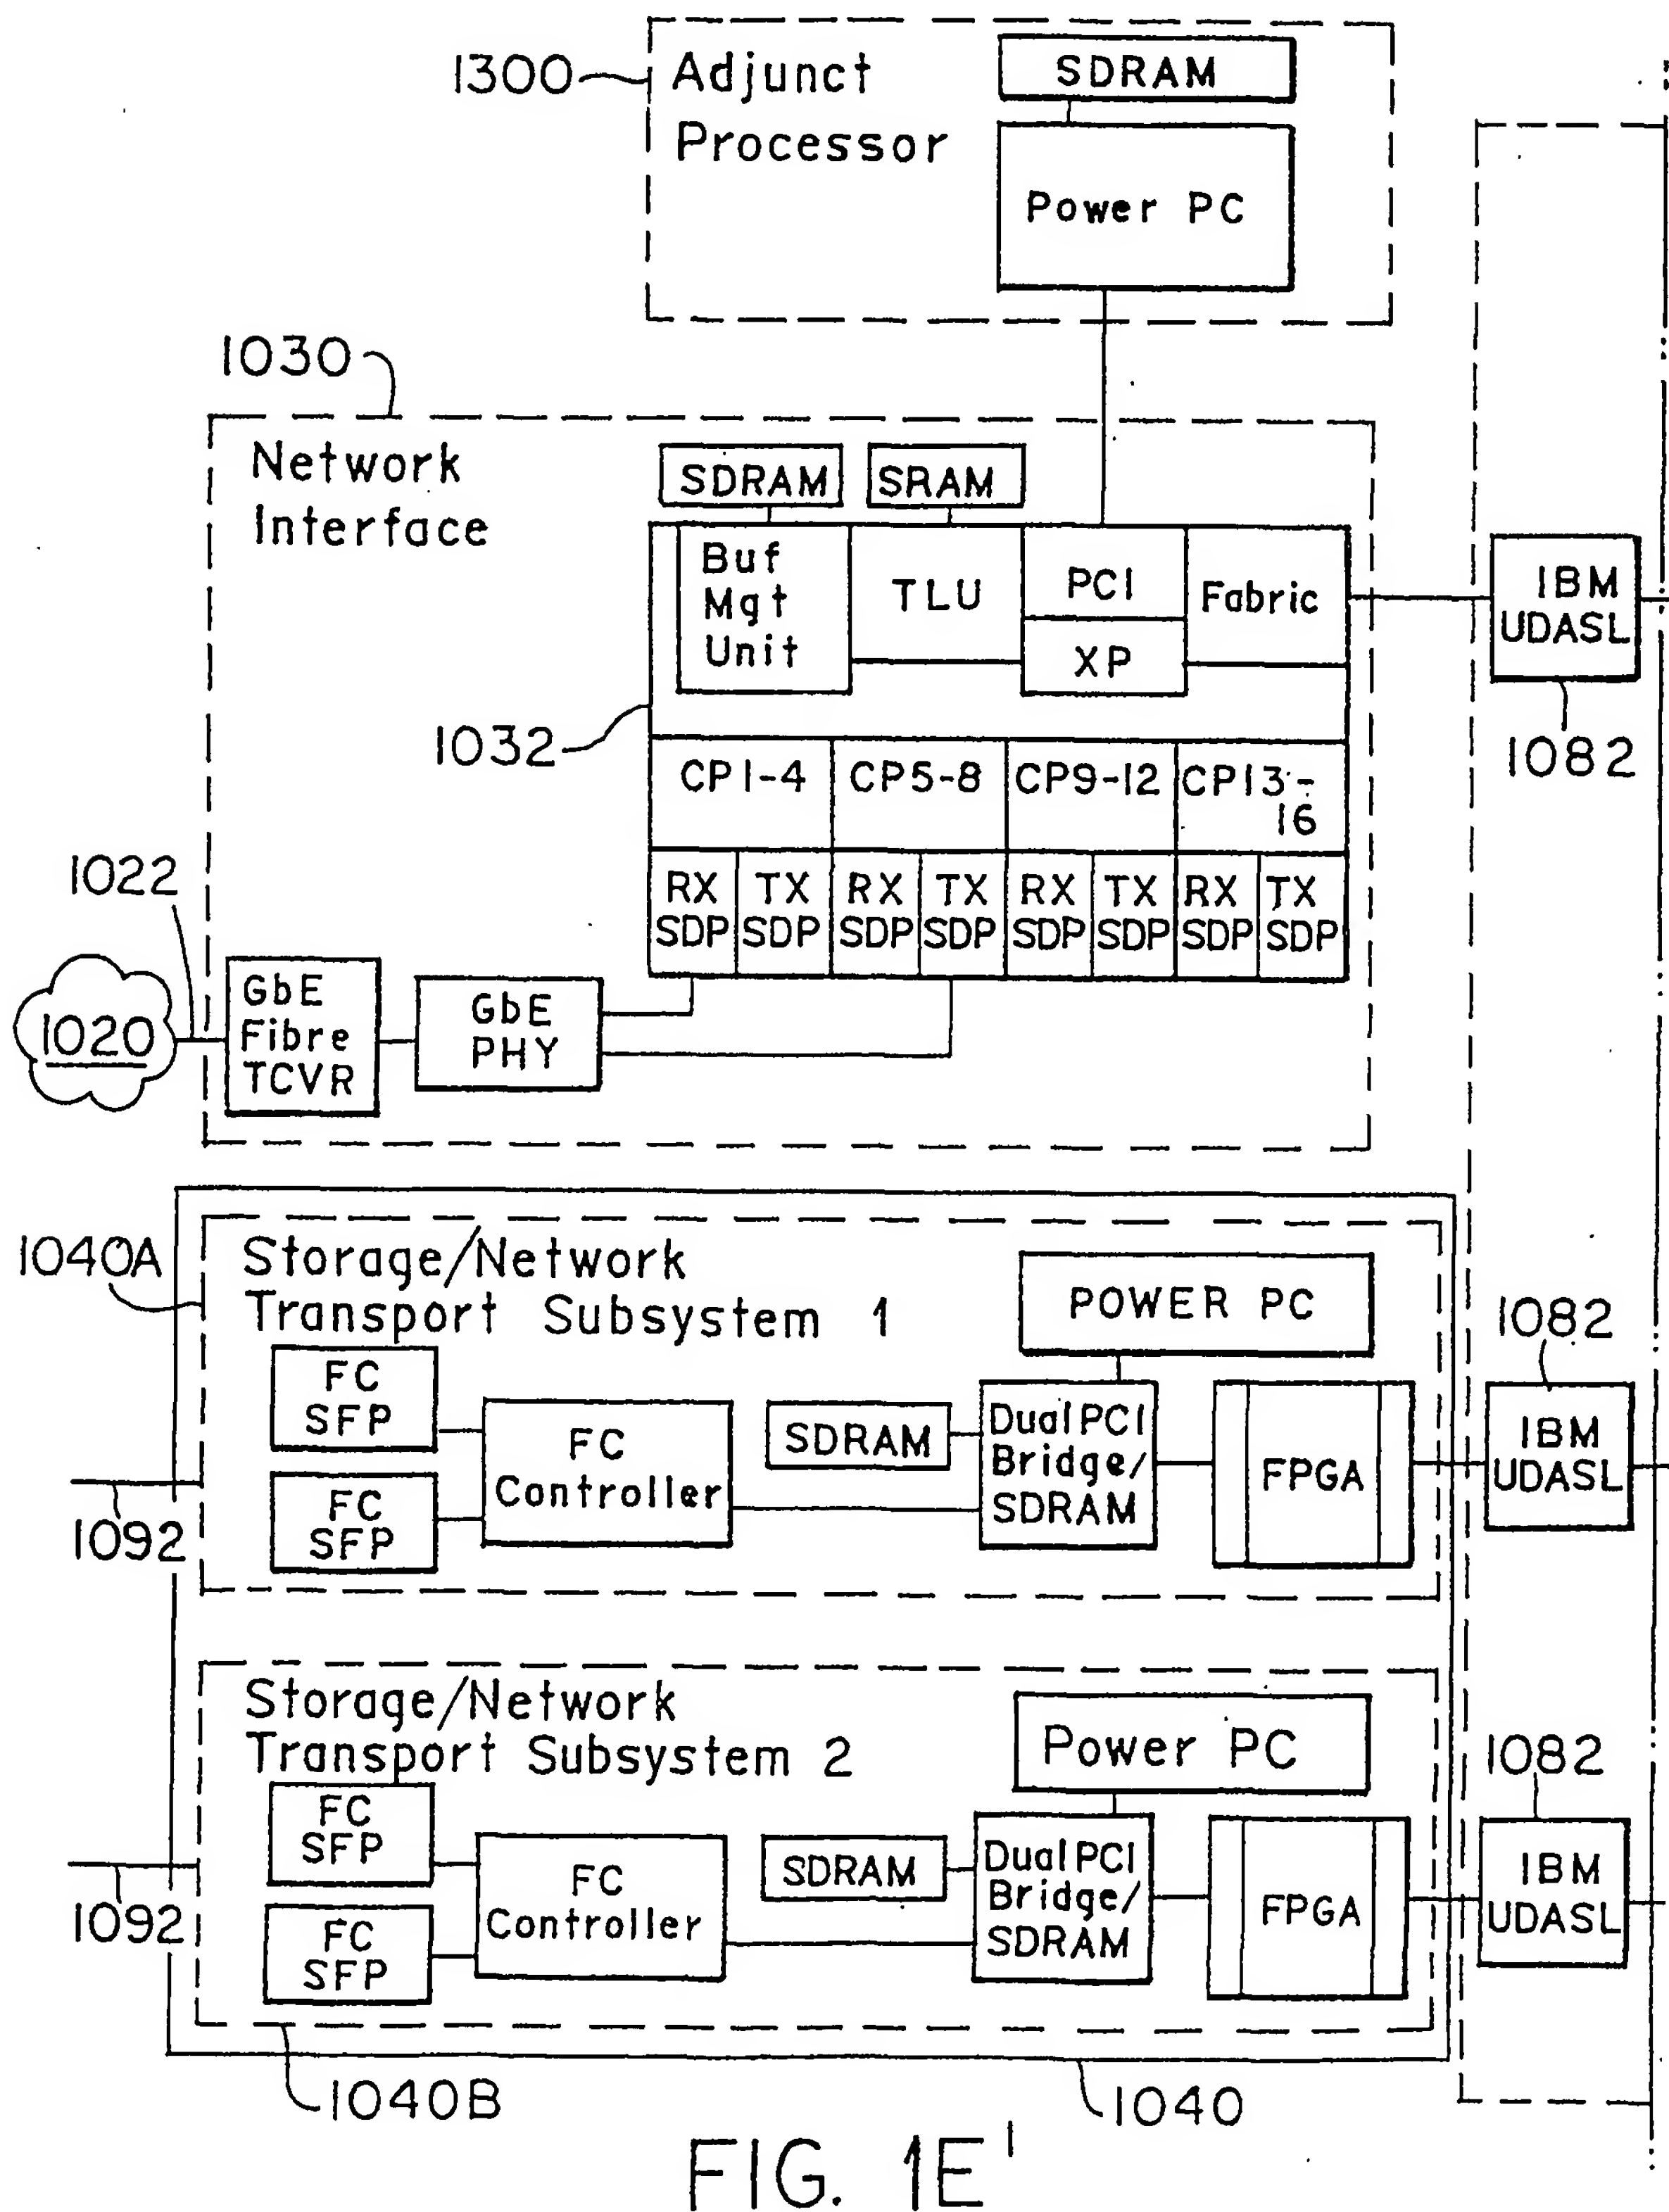 1300
Adjunct
Processor
SDRAM
Power PC
1030
Network
Interface
SDRAM
SRAM
Buf
Mgt
Unit
TLU
PCI
XP
Fabric
IBM
UDASL
1082
1032
CP1-4
CP5-8
CP9-12
CP13-
16
RX
SDP
TX
SDP
RX
SDP
TX
SDP
RX
SDP
TX
SDP
RX
SDP
TX
SDP
1022
1020
GbE
Fibre
TCVR
GbE
PHY
1040A
Storage/Network
Transport Subsystem 1
POWER PC
1082
FC
SFP
FC
SFP
FC
Controller
SDRAM
Dual PCI
Bridge/
SDRAM
FPGA
IBM
UDASL
1092
Storage/Network
Transport Subsystem 2
Power PC
1082
FC
SFP
FC
SFP
FC
Controller
SDRAM
Dual PCI
Bridge/
SDRAM
FPGA
IBM
UDASL
1092
1040B
1040
FIG. 1E'